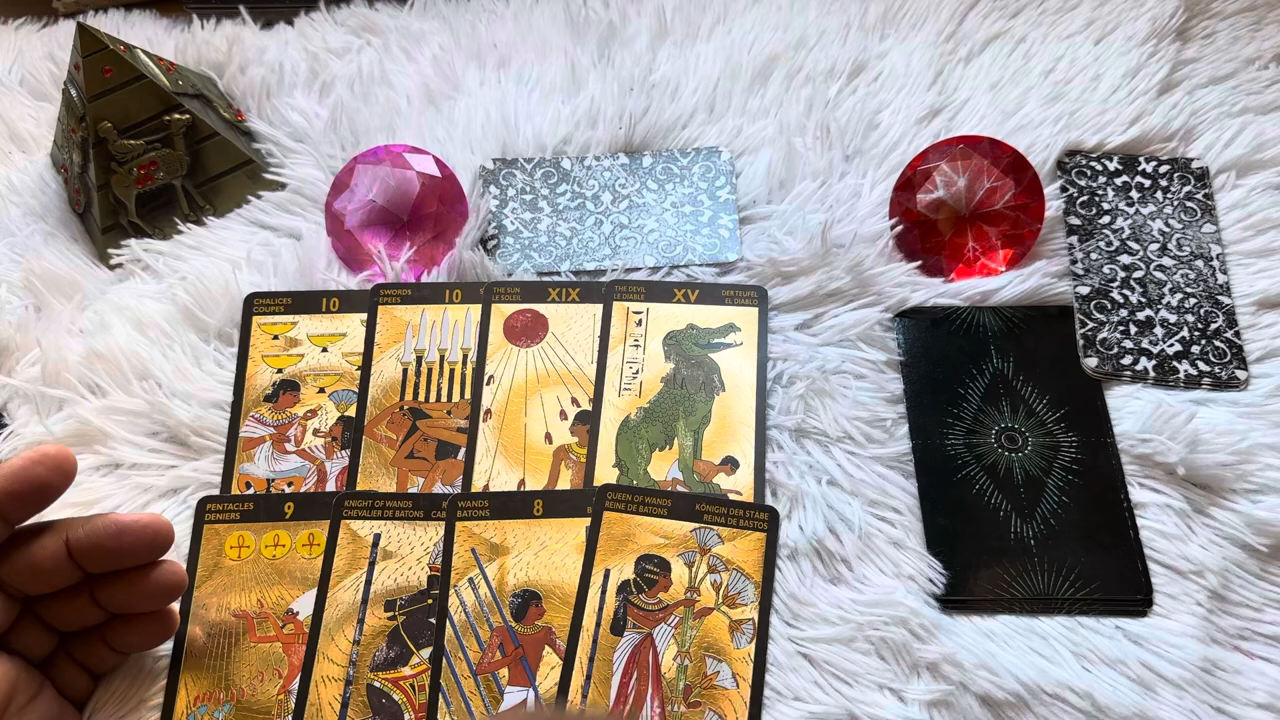 CHALICES
COUPES
10
SWORDS
EPEES
10
THE SUN
LE SOLEIL
XIX
THE DEVIL
LE DIABLE
XV
DER TEUFEL
EL DIABLO
PENTACLES
DENIERS
9
KNIGHT OF WANDS
CHEVALIER DE BATONS
WANDS
BATONS
8
QUEEN OF WANDS
REINE DE BATONS
KÖNIGIN DER STÄBE
REINA DE BASTOS